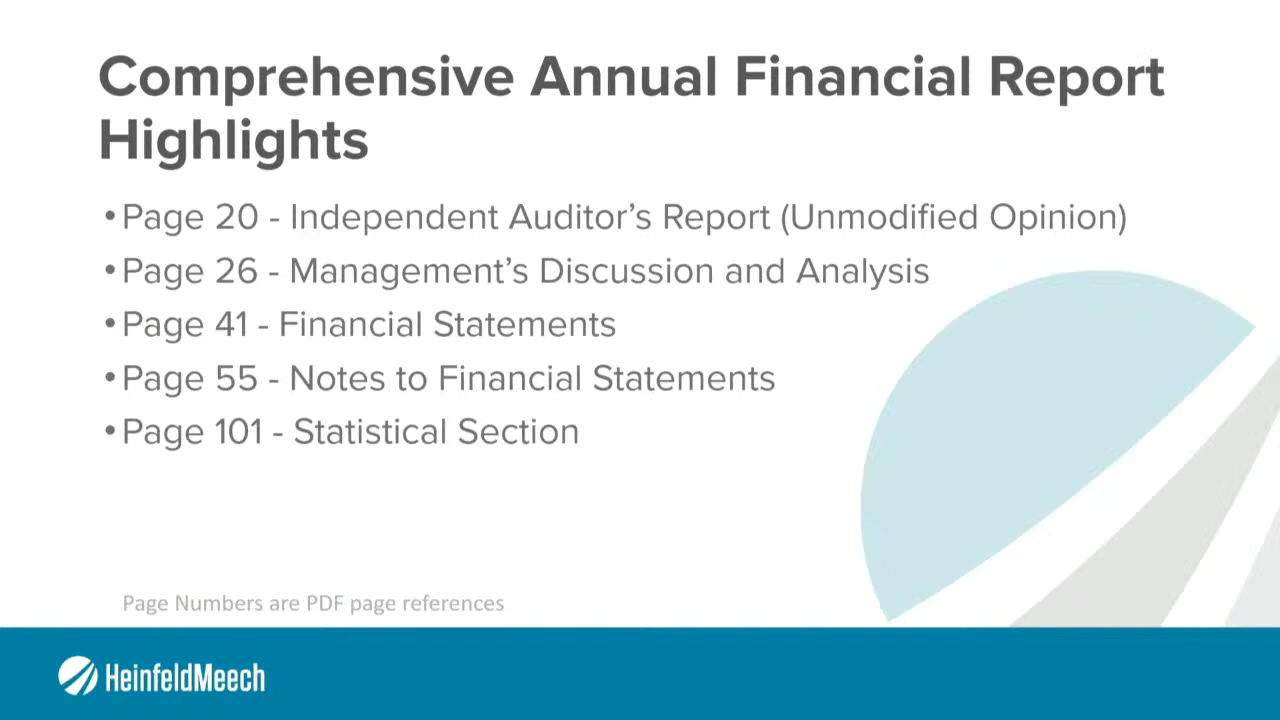 Comprehensive Annual Financial Report
Highlights
•Page 20 - Independent Auditor’s Report (Unmodified Opinion)
•Page 26 - Management’s Discussion and Analysis
•Page 41 - Financial Statements
•Page 55 - Notes to Financial Statements
•Page 101 - Statistical Section
Page Numbers are PDF page references
HeinfeldMeech